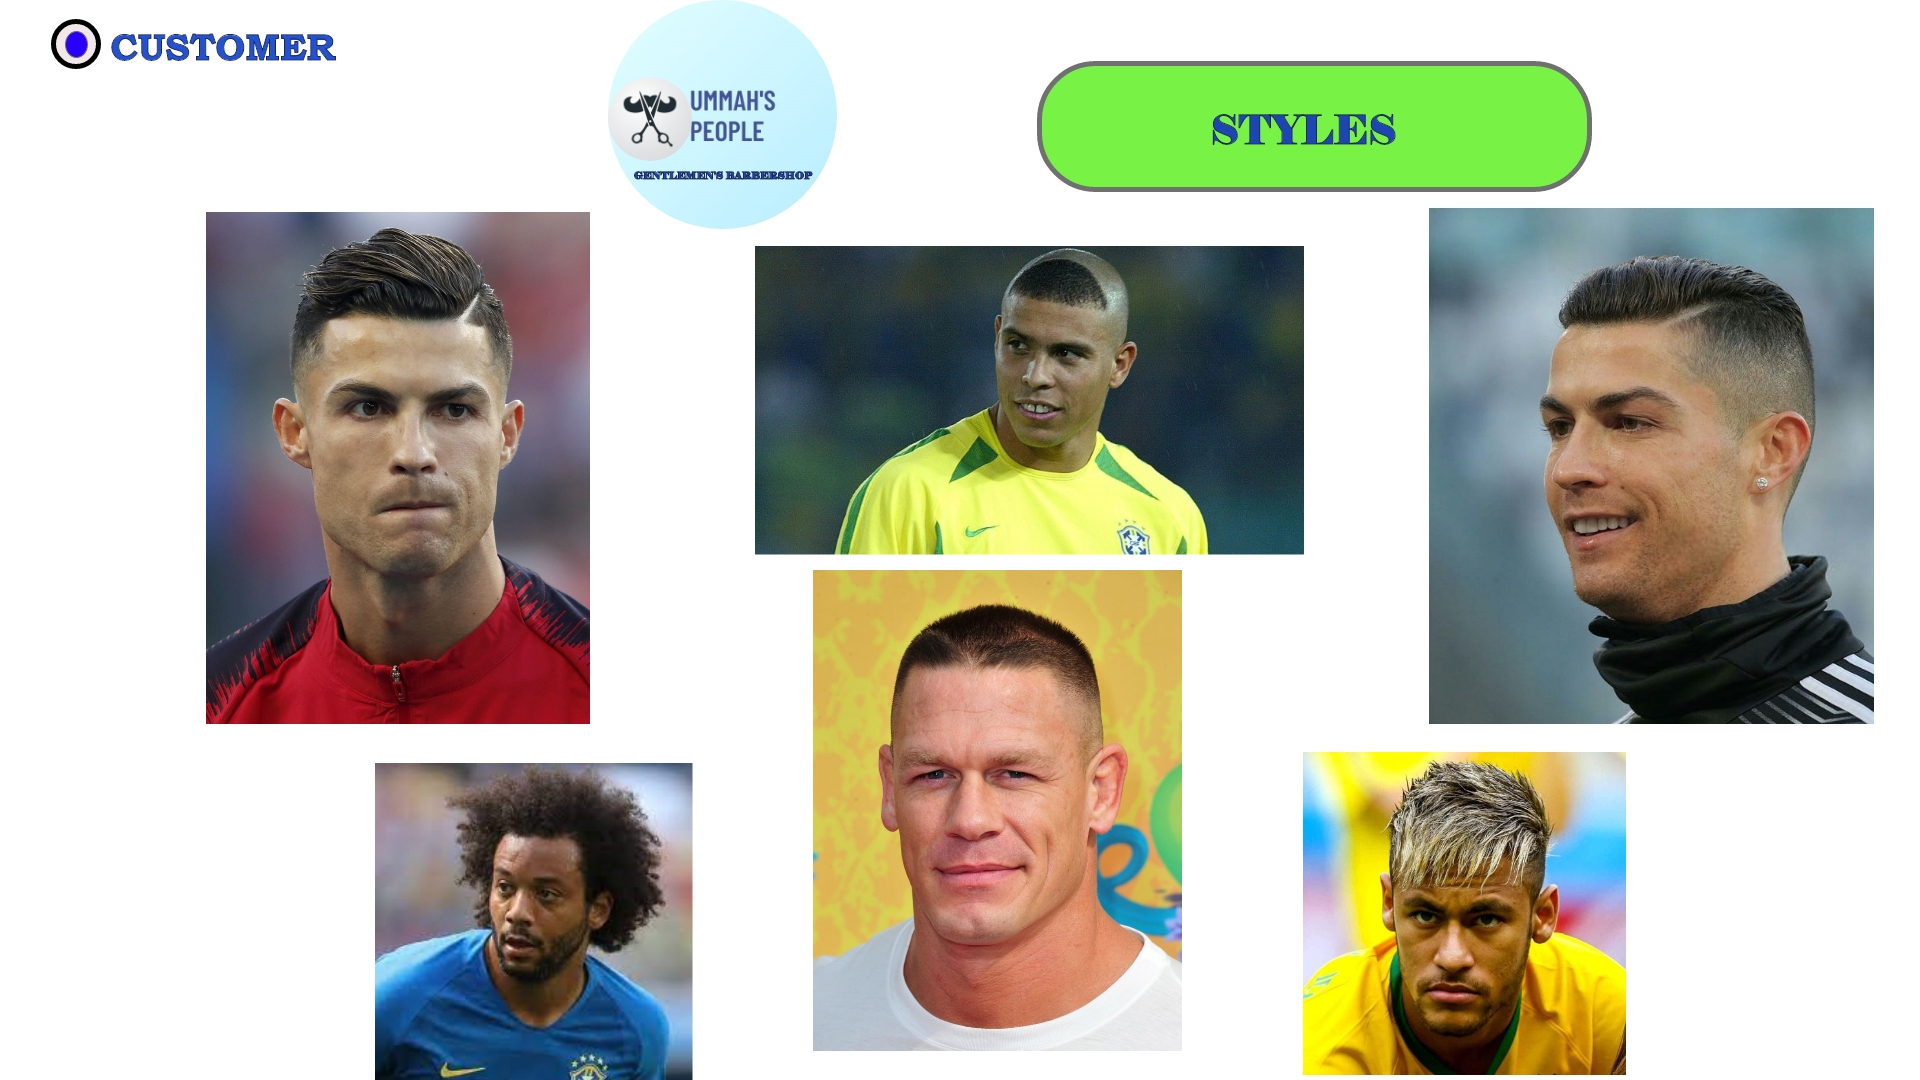 CUSTOMER
UMMAH'S
PEOPLE
GENTLEMEN'S BARBERSHOP
STYLES